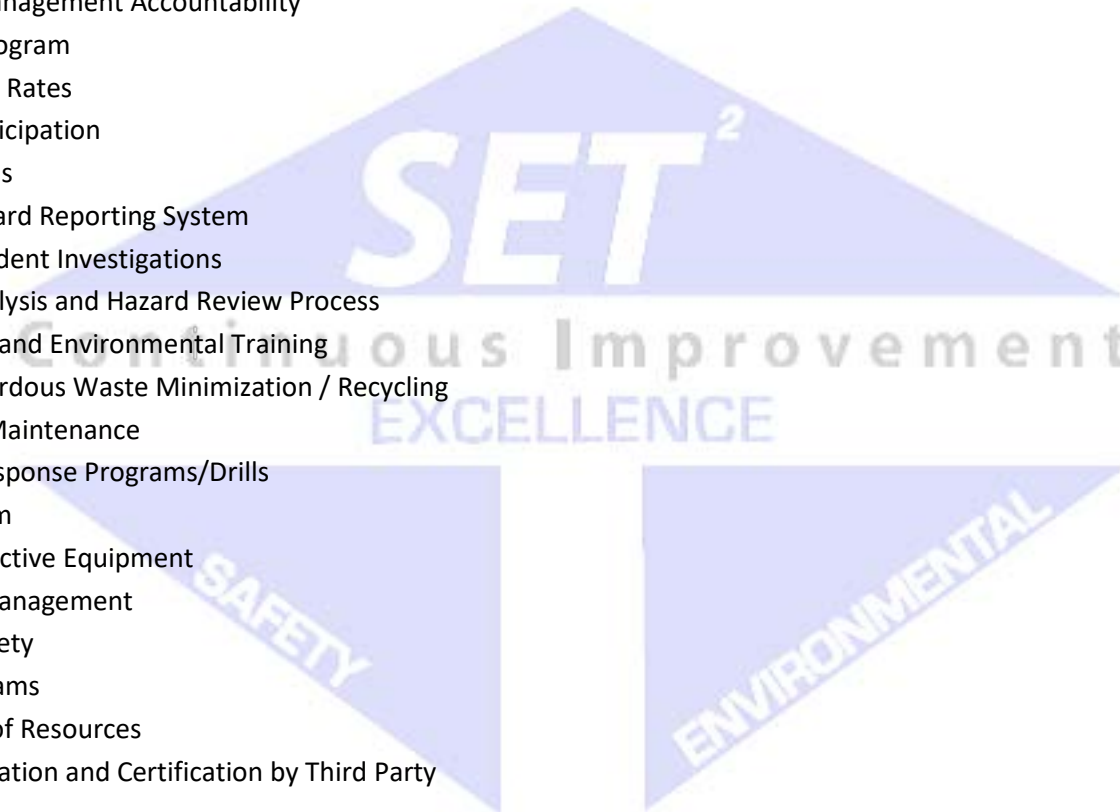 nagement Accountability
ogram
Rates
icipation
s
ard Reporting System
dent Investigations
lysis and Hazard Review Process
and Environmental Training
rdous Waste Minimization / Recycling
Maintenance
sponse Programs/Drills
m
ctive Equipment
anagement
ety
ams
of Resources
ation and Certification by Third Party
SET²
Continuous Improvement
EXCELLENCE
SAFETY
ENVIRONMENTAL